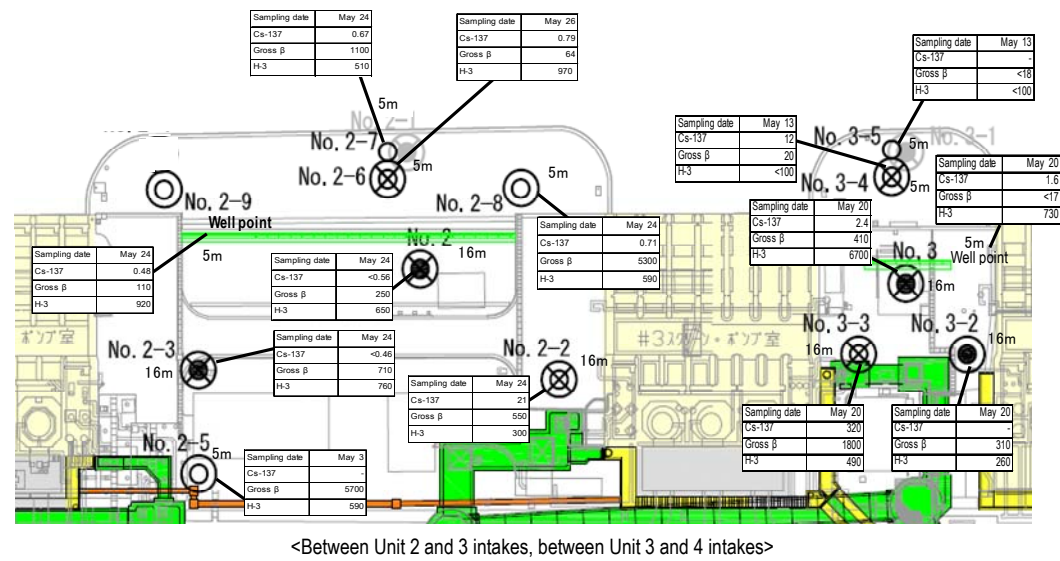 Sampling date May 24
Cs-137 0.67
Gross β 1100
H-3 510
Sampling date May 26
Cs-137 0.79
Gross β 64
H-3 970
Sampling date May 13
Cs-137 -
Gross β <18
H-3 <100
5m
No. 2-1
No. 2-7
5m
No. 2-6
Sampling date May 13
Cs-137 12
Gross β 20
H-3 <100
No. 3-5
5m
No. 3-1
No. 3-4
5m
Sampling date May 20
Cs-137 1.6
Gross β <17
H-3 730
5m
No. 2-9
No. 2-8
Well point
5m
Sampling date May 24
Cs-137 0.48
Gross β 110
H-3 920
No. 2
16m
Sampling date May 24
Cs-137 <0.56
Gross β 250
H-3 650
Sampling date May 24
Cs-137 0.71
Gross β 5300
H-3 590
Sampling date May 20
Cs-137 2.4
Gross β 410
H-3 6700
5m
Well point
No. 3
16m
ポンプ室
No. 2-3
16m
Sampling date May 24
Cs-137 <0.46
Gross β 710
H-3 760
No. 2-2
16m
Sampling date May 24
Cs-137 21
Gross β 550
H-3 300
#3スクリーン・ポンプ室
No. 3-3
16m
No. 3-2
16m
Sampling date May 20
Cs-137 320
Gross β 1800
H-3 490
Sampling date May 20
Cs-137 -
Gross β 310
H-3 260
No. 2-5
5m
Sampling date May 3
Cs-137 -
Gross β 5700
H-3 590
<Between Unit 2 and 3 intakes, between Unit 3 and 4 intakes>